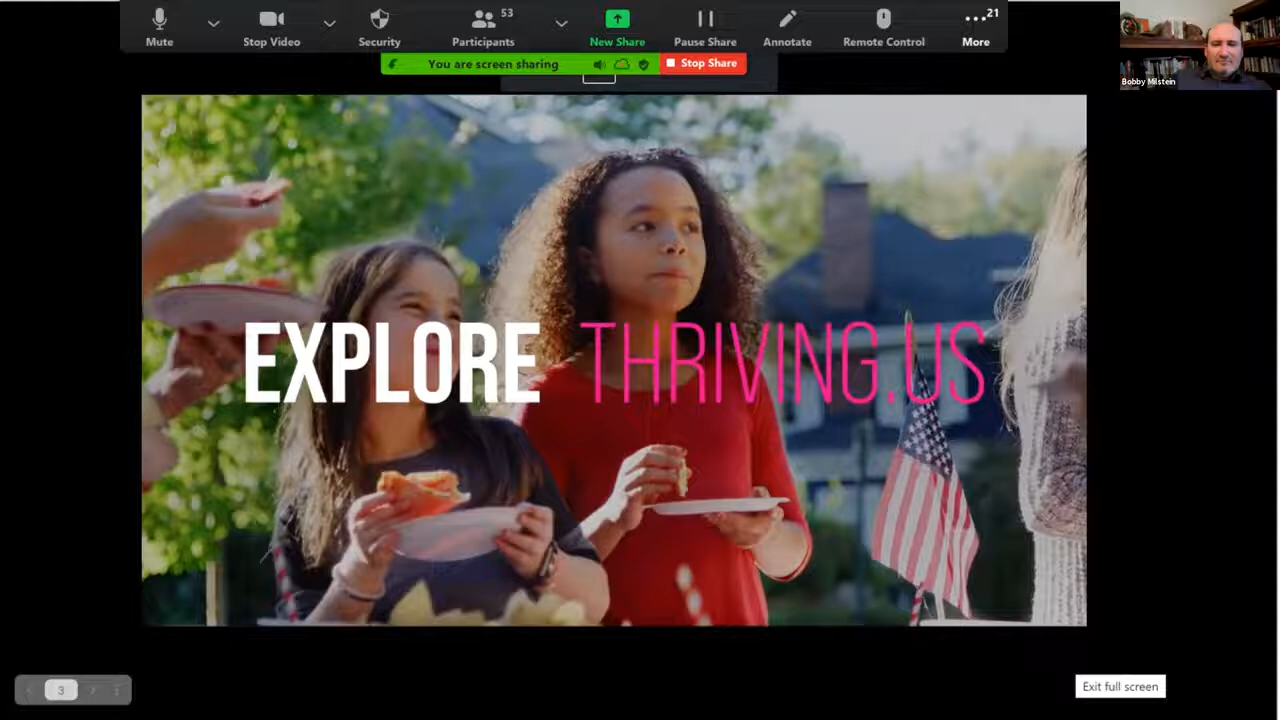 53
21
Mute
Stop Video
Security
Participants
New Share
Pause Share
Annotate
Remote Control
More
You are screen sharing
Stop Share
Bobby Milstein
EXPLORE THRIVING.US
3
Exit full screen